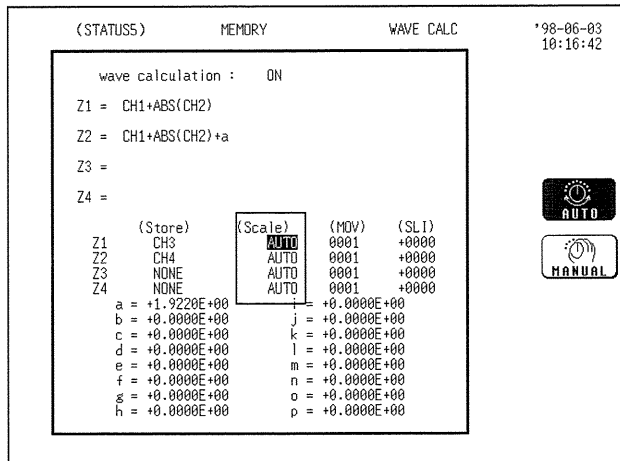 (STATUS5) MEMORY WAVE CALC '98-06-03
10:16:42
wave calculation : ON
Z1 = CH1+ABS(CH2)
Z2 = CH1+ABS(CH2)+a
Z3 =
Z4 =
(Store) (Scale) (MOV) (SLI)
Z1 CH3 AUTO 0001 +0000
Z2 CH4 AUTO 0001 +0000
Z3 NONE AUTO 0001 +0000
Z4 NONE AUTO 0001 +0000
a = +1.9220E+00 i = +0.0000E+00
b = +0.0000E+00 j = +0.0000E+00
c = +0.0000E+00 k = +0.0000E+00
d = +0.0000E+00 l = +0.0000E+00
e = +0.0000E+00 m = +0.0000E+00
f = +0.0000E+00 n = +0.0000E+00
g = +0.0000E+00 o = +0.0000E+00
h = +0.0000E+00 p = +0.0000E+00
AUTO
MANUAL